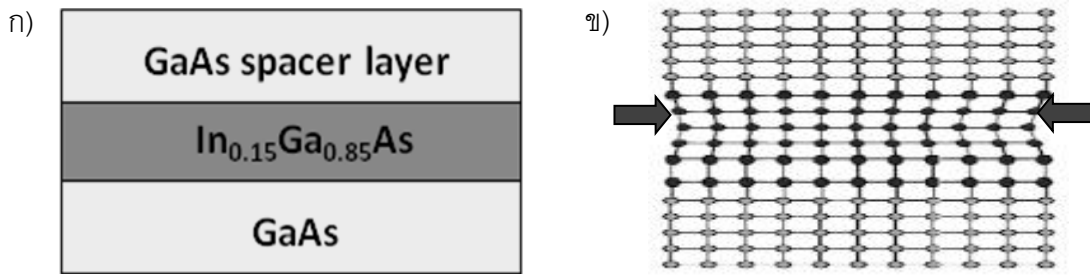 ก)
GaAs spacer layer
In₀.₁₅Ga₀.₈₅As
GaAs
ข)